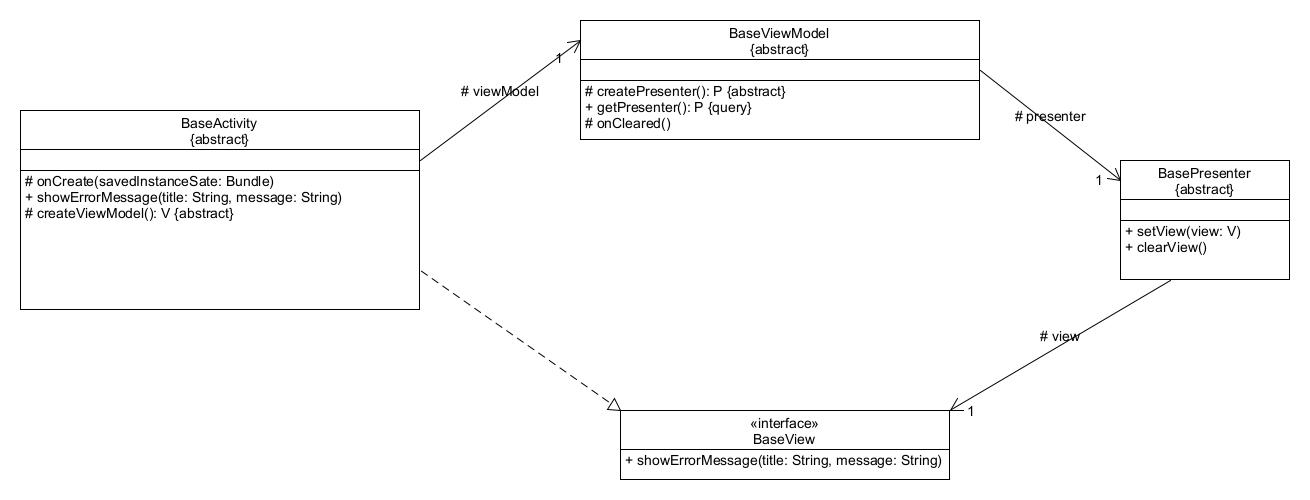 BaseViewModel
{abstract}
# createPresenter(): P {abstract}
+ getPresenter(): P {query}
# onCleared()
1
# viewModel
BaseActivity
{abstract}
# onCreate(savedInstanceSate: Bundle)
+ showErrorMessage(title: String, message: String)
# createViewModel(): V {abstract}
# presenter
1
BasePresenter
{abstract}
+ setView(view: V)
+ clearView()
# view
1
«interface»
BaseView
+ showErrorMessage(title: String, message: String)